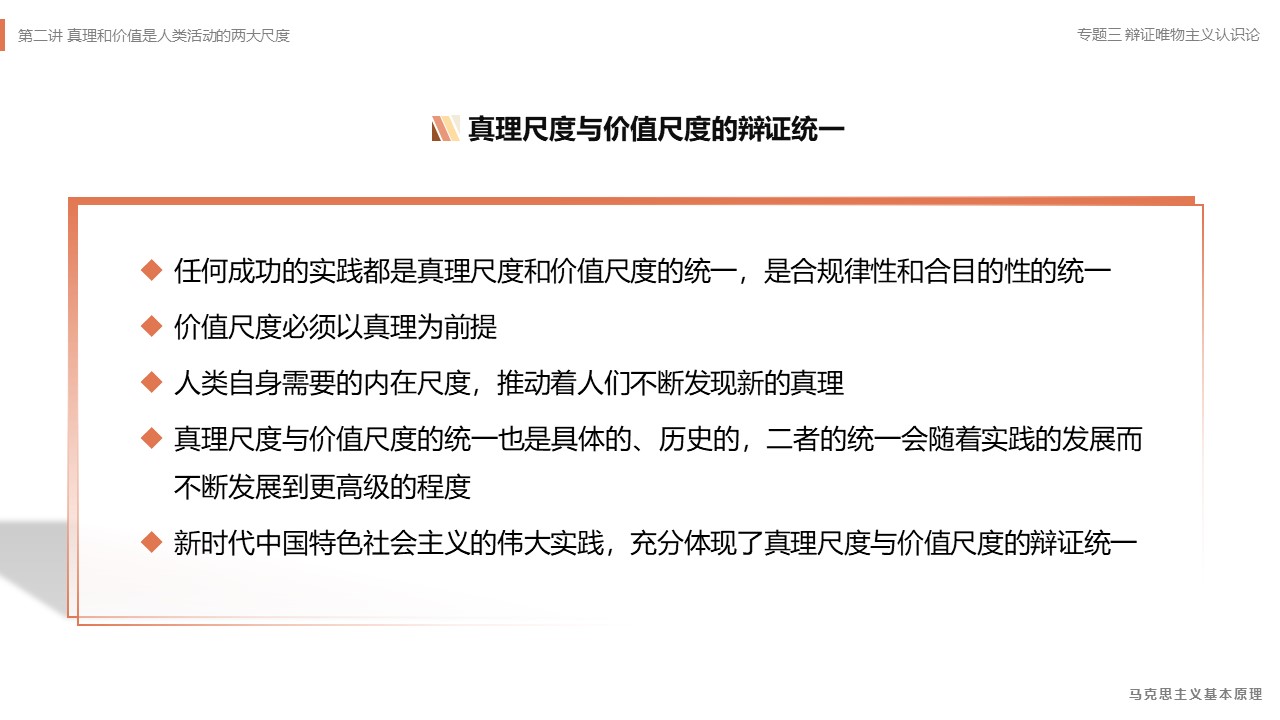 第二讲 真理和价值是人类活动的两大尺度
专题三 辩证唯物主义认识论
真理尺度与价值尺度的辩证统一
任何成功的实践都是真理尺度和价值尺度的统一，是合规律性和合目的性的统一
价值尺度必须以真理为前提
人类自身需要的内在尺度，推动着人们不断发现新的真理
真理尺度与价值尺度的统一也是具体的、历史的，二者的统一会随着实践的发展而
不断发展到更高级的程度
新时代中国特色社会主义的伟大实践，充分体现了真理尺度与价值尺度的辩证统一
马克思主义基本原理